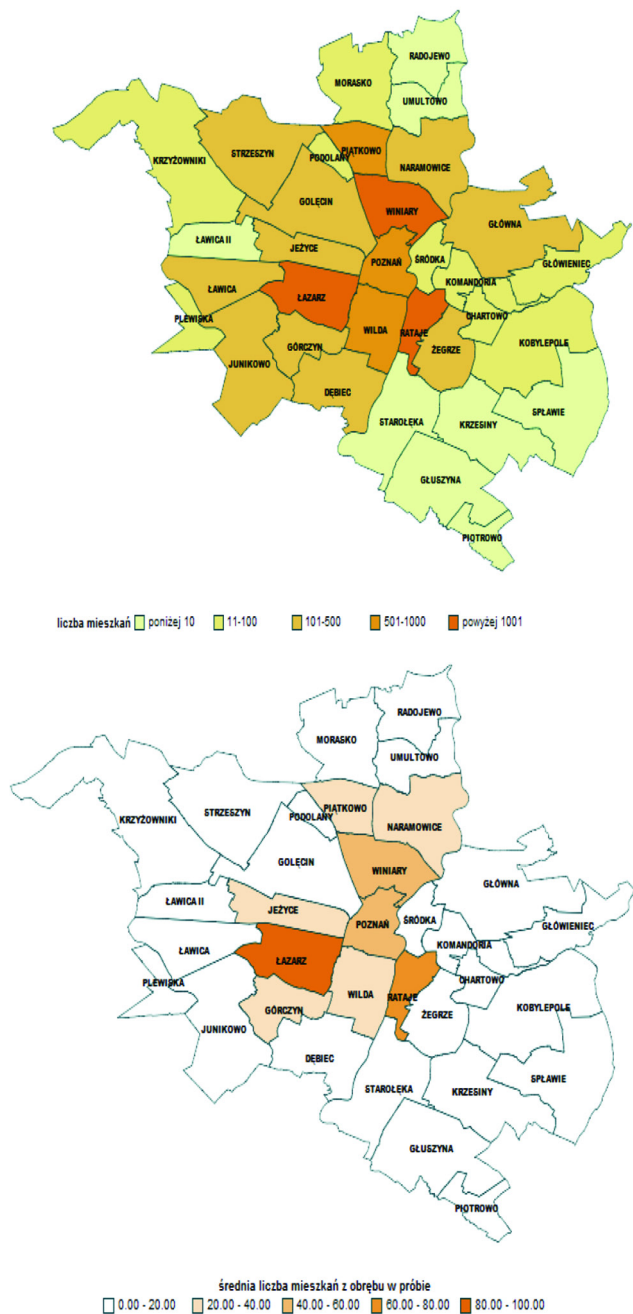 RADOJEWO
MORASKO
UMULTOWO
PIĄTKOWO
STRZESZYN
PODOLANY
KRZYŻOWNIKI
NARAMOWICE
GOLĘCIN
WINIARY
GŁÓWNA
ŁAWICA II
JEŻYCE
POZNAŃ
ŚRÓDKA
GŁÓWIENIEC
KOMANDORIA
ŁAWICA
ŁAZARZ
CHARTOWO
PLEWISKA
WILDA
RATAJE
KOBYLEPOLE
GÓRCZYN
ŻEGRZE
JUNIKOWO
DĘBIEC
SPŁAWIE
STAROŁĘKA
KRZESINY
GŁUSZYNA
PIOTROWO
liczba mieszkań poniżej 10 11-100 101-500 501-1000 powyżej 1001
RADOJEWO
MORASKO
UMULTOWO
PIĄTKOWO
STRZESZYN
PODOLANY
KRZYŻOWNIKI
NARAMOWICE
GOLĘCIN
WINIARY
GŁÓWNA
ŁAWICA II
JEŻYCE
ŚRÓDKA
POZNAŃ
GŁÓWIENIEC
KOMANDORIA
ŁAWICA
ŁAZARZ
CHARTOWO
PLEWISKA
WILDA
RATAJE
KOBYLEPOLE
GÓRCZYN
ŻEGRZE
JUNIKOWO
DĘBIEC
SPŁAWIE
STAROŁĘKA
KRZESINY
GŁUSZYNA
PIOTROWO
średnia liczba mieszkań z obrębu w próbie
0.00 - 20.00 20.00 - 40.00 40.00 - 60.00 60.00 - 80.00 80.00 - 100.00